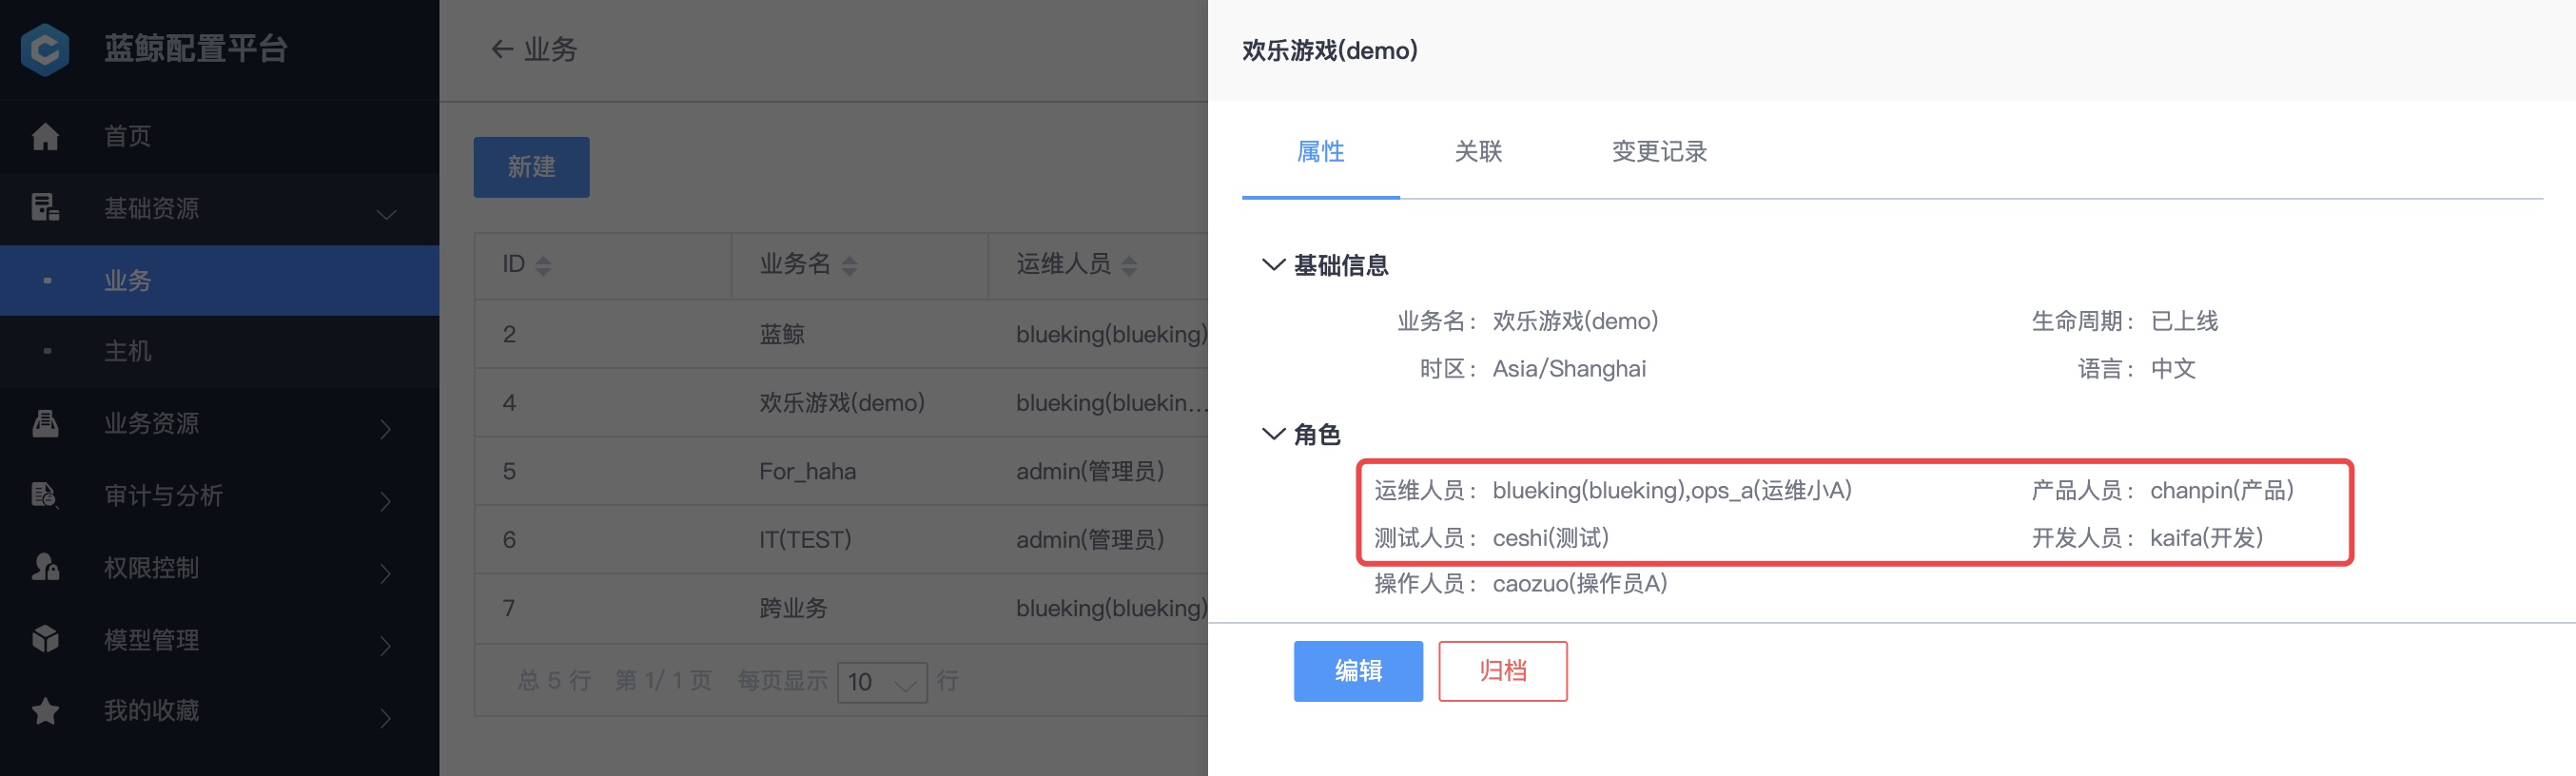 蓝鲸配置平台
首页
基础资源
业务
主机
业务资源
审计与分析
权限控制
模型管理
我的收藏
业务
新建
ID 业务名 运维人员
2 蓝鲸 blueking(blueking)
4 欢乐游戏(demo) blueking(bluekin...
5 For_haha admin(管理员)
6 IT(TEST) admin(管理员)
7 跨业务 blueking(blueking)
总 5 行 第 1/ 1 页 每页显示 10 行
欢乐游戏(demo)
属性 关联 变更记录
基础信息
业务名： 欢乐游戏(demo) 生命周期： 已上线
时区： Asia/Shanghai 语言： 中文
角色
运维人员： blueking(blueking),ops_a(运维小A) 产品人员： chanpin(产品)
测试人员： ceshi(测试) 开发人员： kaifa(开发)
操作人员： caozuo(操作员A)
编辑 归档